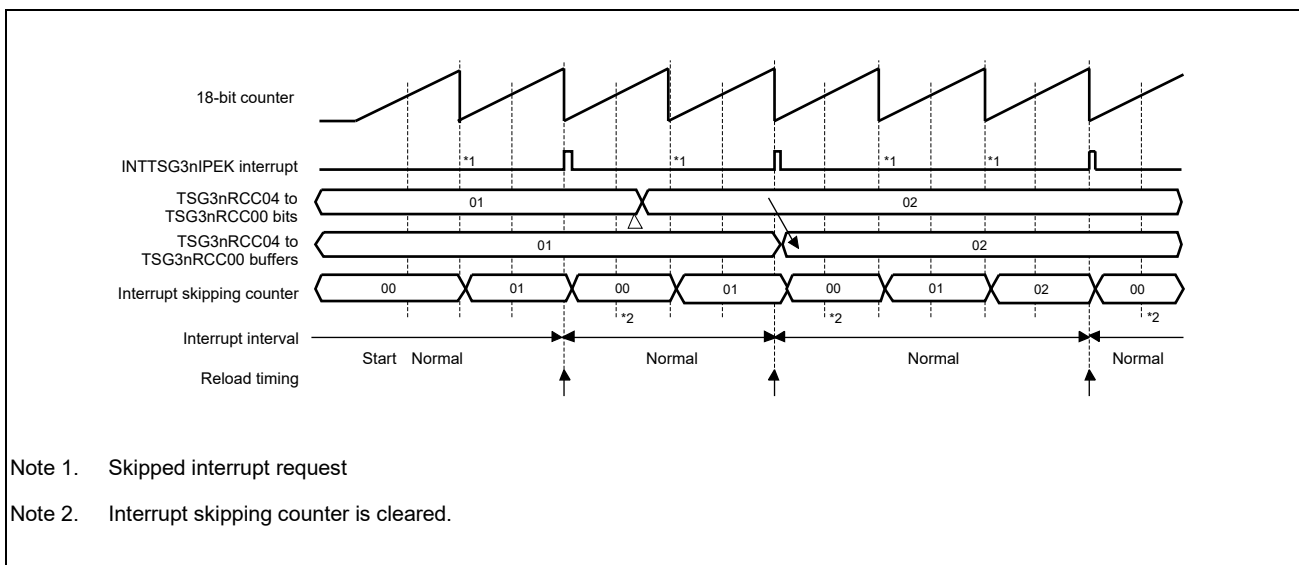 18-bit counter
INTTSG3nIPEK interrupt
*1 *1 *1 *1
TSG3nRCC04 to
TSG3nRCC00 bits
01 02
TSG3nRCC04 to
TSG3nRCC00 buffers
01 02
Interrupt skipping counter
00 01 00 01 00 01 02 00
*2 *2 *2
Interrupt interval
Start Normal Normal Normal Normal
Reload timing
Note 1. Skipped interrupt request
Note 2. Interrupt skipping counter is cleared.